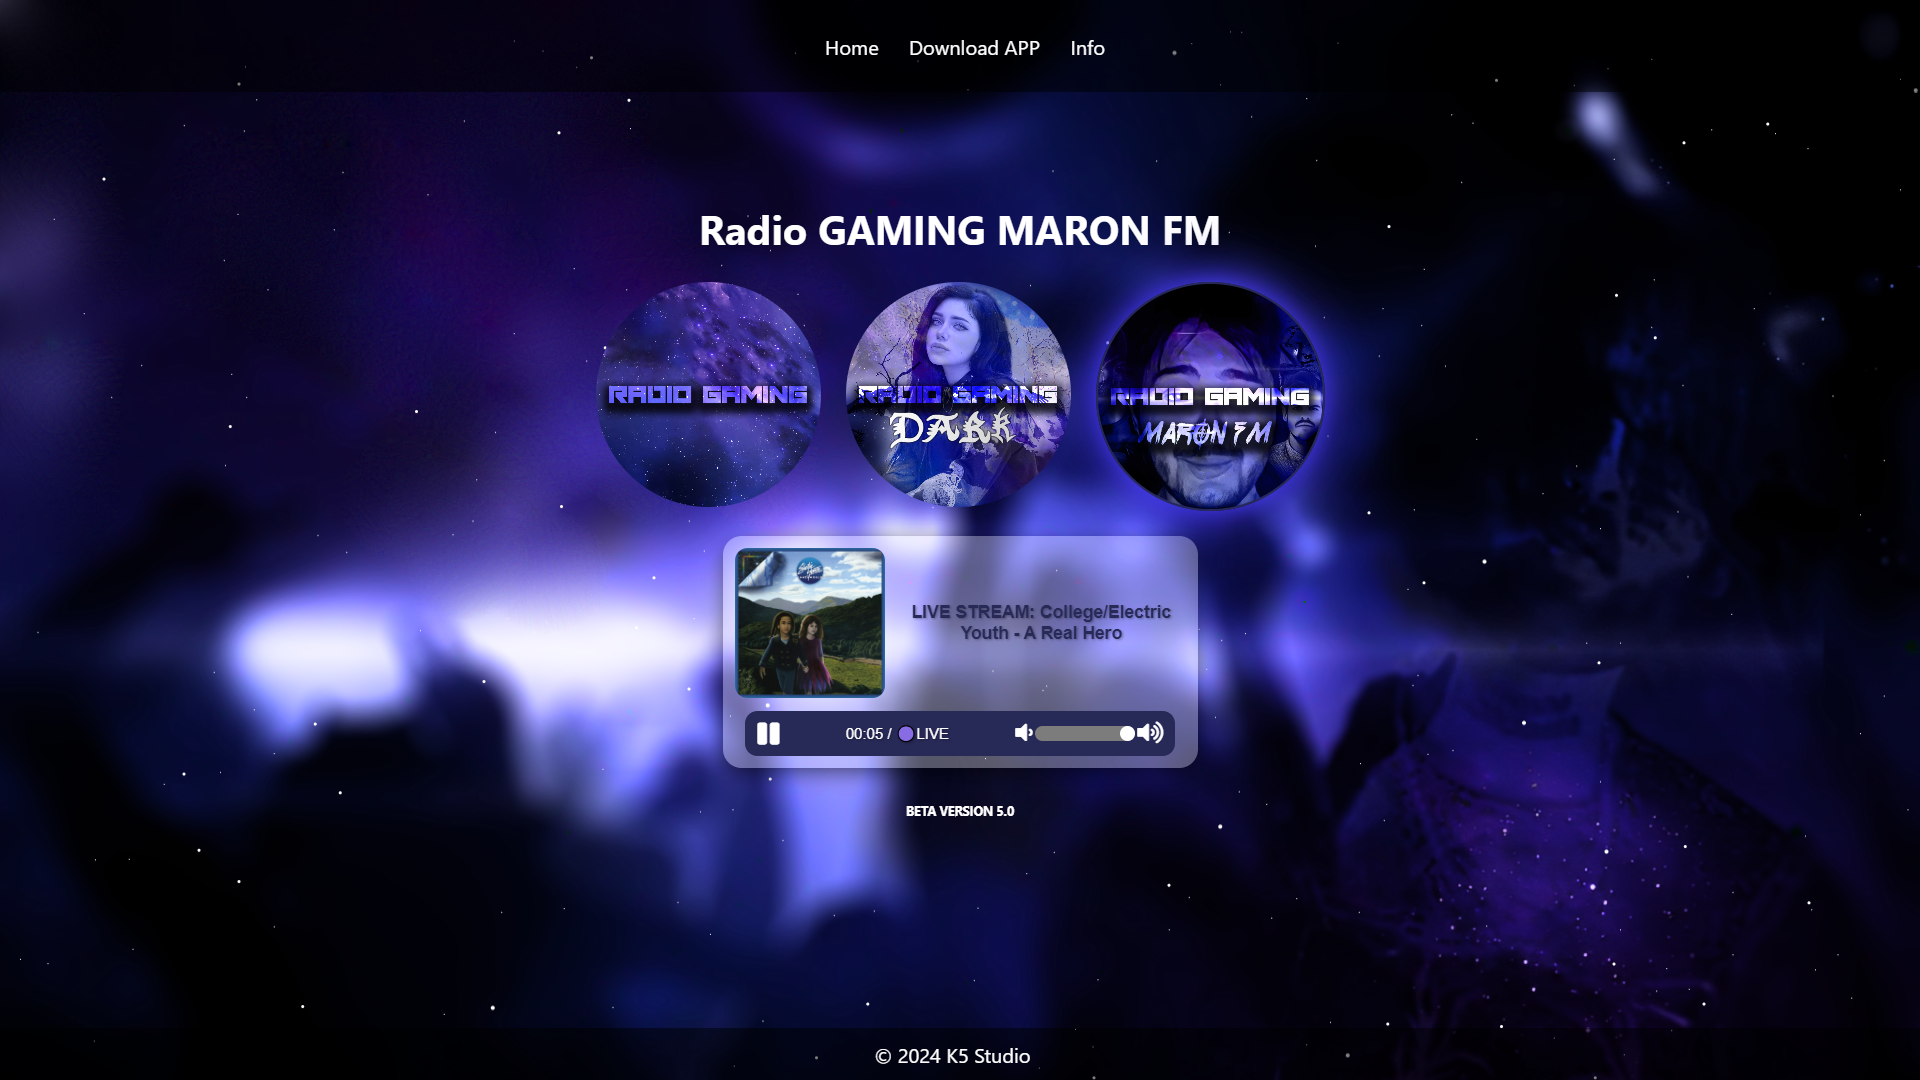 Home Download APP Info
Radio GAMING MARON FM
RADIO GAMING
RADIO GAMING
DARK
RADIO GAMING
MARON FM
LIVE STREAM: College/Electric
Youth - A Real Hero
00:05 / LIVE
BETA VERSION 5.0
© 2024 K5 Studio